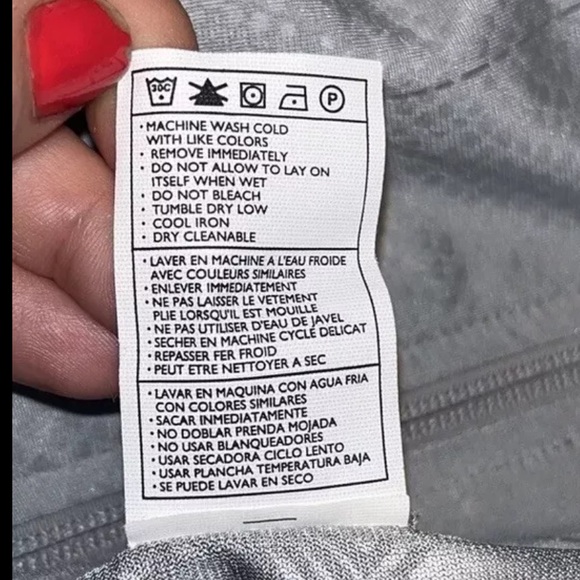 30C
P
• MACHINE WASH COLD
WITH LIKE COLORS
• REMOVE IMMEDIATELY
• DO NOT ALLOW TO LAY ON
ITSELF WHEN WET
• DO NOT BLEACH
• TUMBLE DRY LOW
• COOL IRON
• DRY CLEANABLE
• LAVER EN MACHINE A L'EAU FROIDE
AVEC COULEURS SIMILAIRES
• ENLEVER IMMEDIATEMENT
• NE PAS LAISSER LE VETEMENT
PLIE LORSQU'IL EST MOUILLE
• NE PAS UTILISER D'EAU DE JAVEL
• SECHER EN MACHINE CYCLE DELICAT
• REPASSER FER FROID
• PEUT ETRE NETTOYER A SEC
• LAVAR EN MAQUINA CON AGUA FRIA
CON COLORES SIMILARES
• SACAR INMEDIATAMENTE
• NO DOBLAR PRENDA MOJADA
• NO USAR BLANQUEADORES
• USAR SECADORA CICLO LENTO
• USAR PLANCHA TEMPERATURA BAJA
• SE PUEDE LAVAR EN SECO